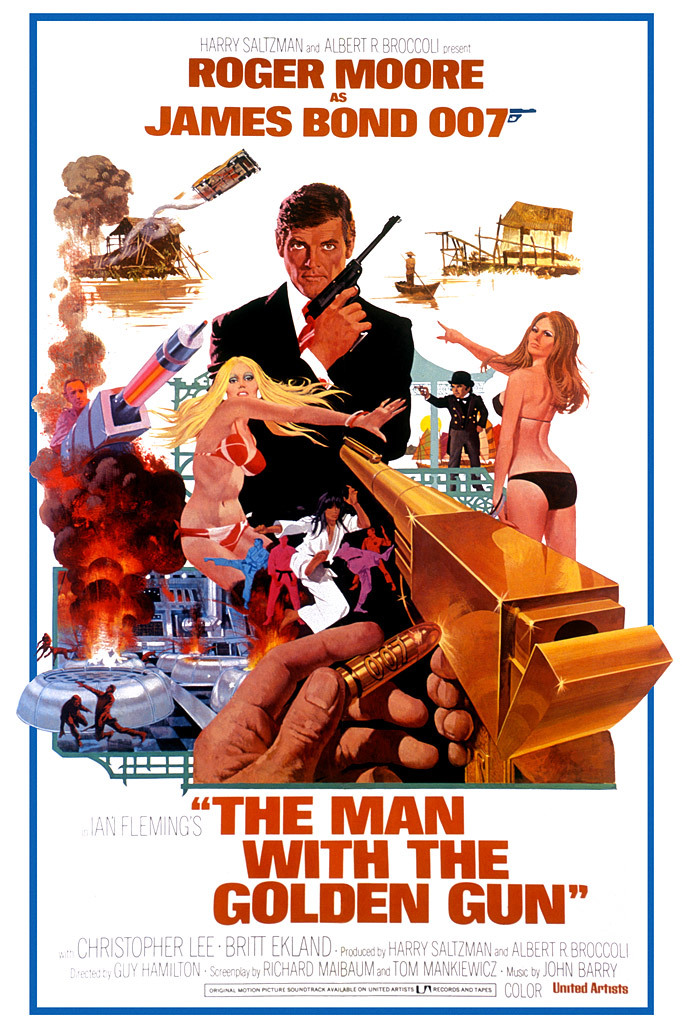 HARRY SALTZMAN and ALBERT R BROCCOLI present
ROGER MOORE
AS
JAMES BOND 007
007
in IAN FLEMING'S "THE MAN
WITH THE
GOLDEN GUN"
with CHRISTOPHER LEE · BRITT EKLAND · Produced by HARRY SALTZMAN and ALBERT R BROCCOLI
Directed by GUY HAMILTON · Screenplay by RICHARD MAIBAUM and TOM MANKIEWICZ · Music by JOHN BARRY
ORIGINAL MOTION PICTURE SOUNDTRACK AVAILABLE ON UNITED ARTISTS UA RECORDS AND TAPES COLOR United Artists